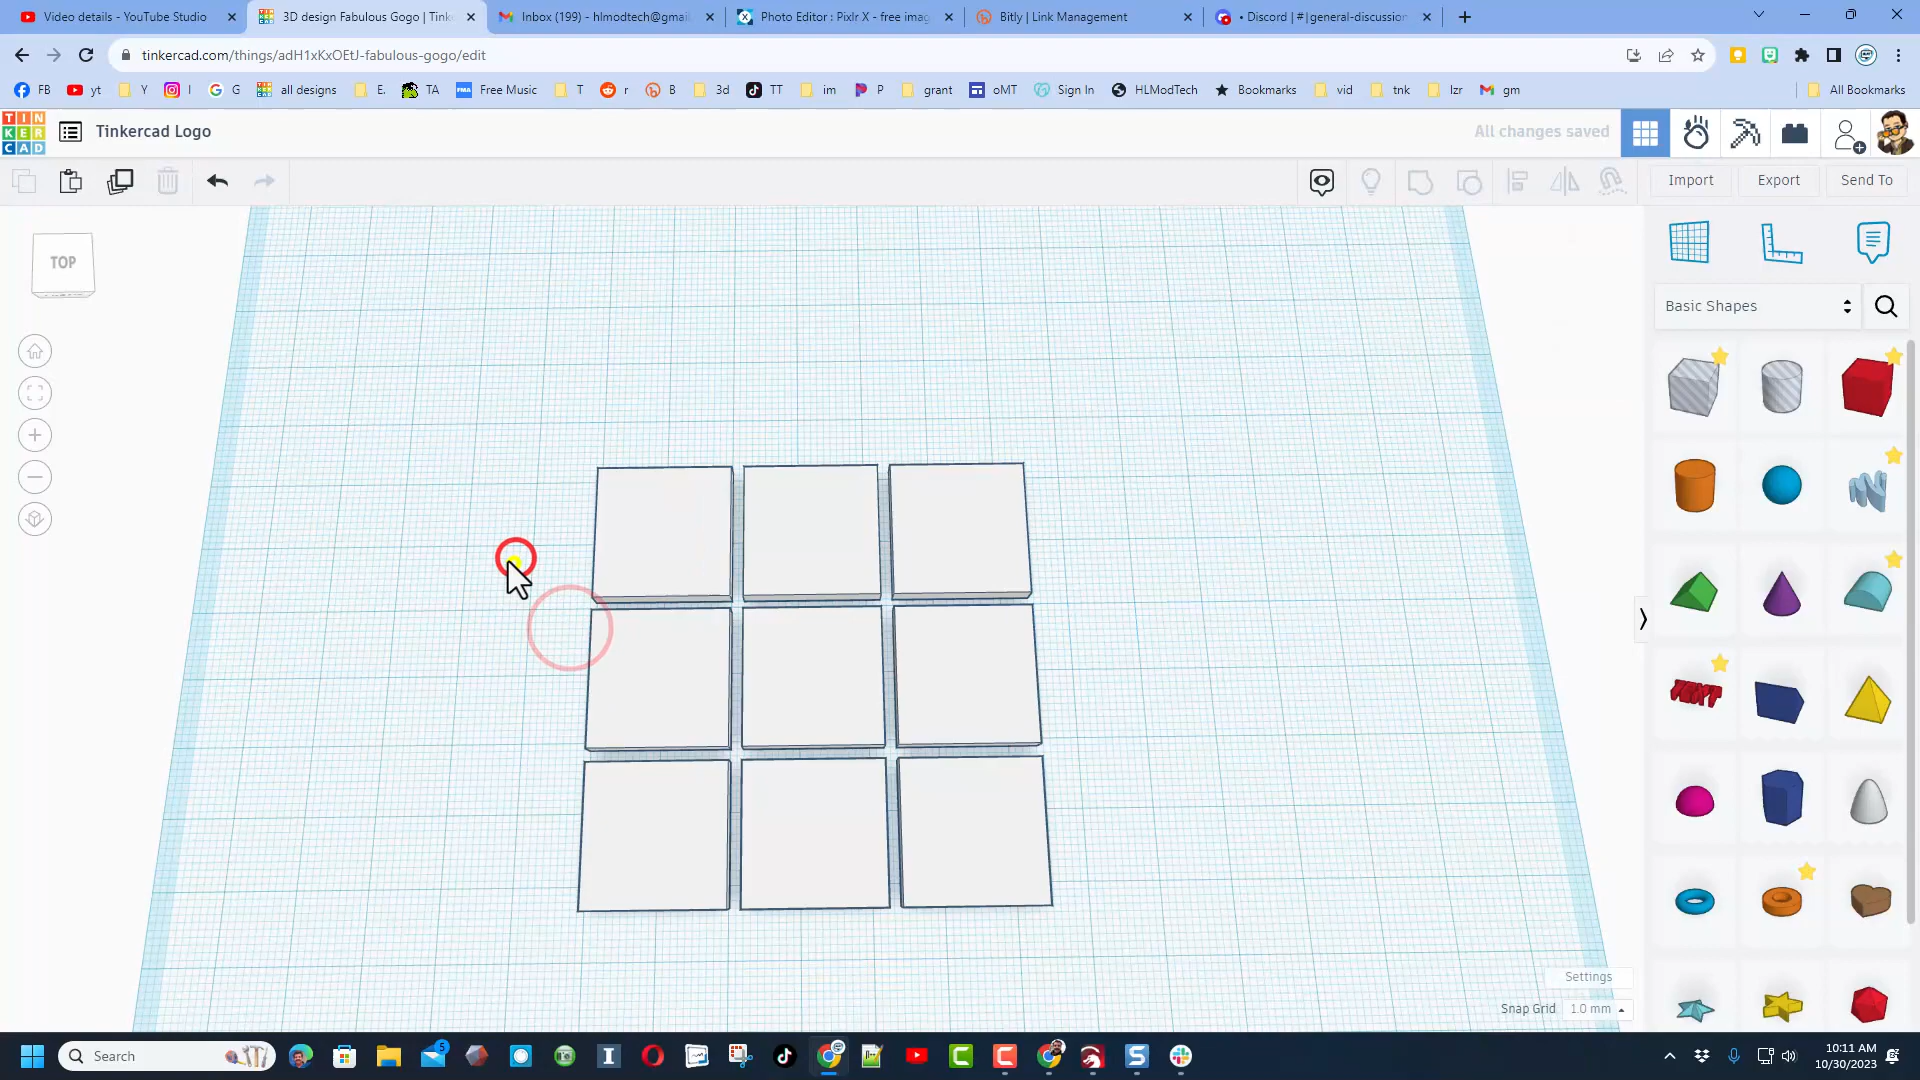 Video details - YouTube Studio
3D design Fabulous Gogo | Tink
Inbox (199) - hlmodtech@gmail
Photo Editor : Pixlr X - free imag
Bitly | Link Management
• Discord | #|general-discussion
tinkercad.com/things/adH1xKxOEtJ-fabulous-gogo/edit
FB
yt
Y
I
G
all designs
E.
TA
Free Music
T
r
B
3d
TT
im
P
grant
oMT
Sign In
HLModTech
Bookmarks
vid
tnk
lzr
gm
All Bookmarks
TIN
KER
CAD
Tinkercad Logo
All changes saved
Import
Export
Send To
TOP
Basic Shapes
TEXT
Settings
Snap Grid
1.0 mm
Search
5
10:11 AM
10/30/2023